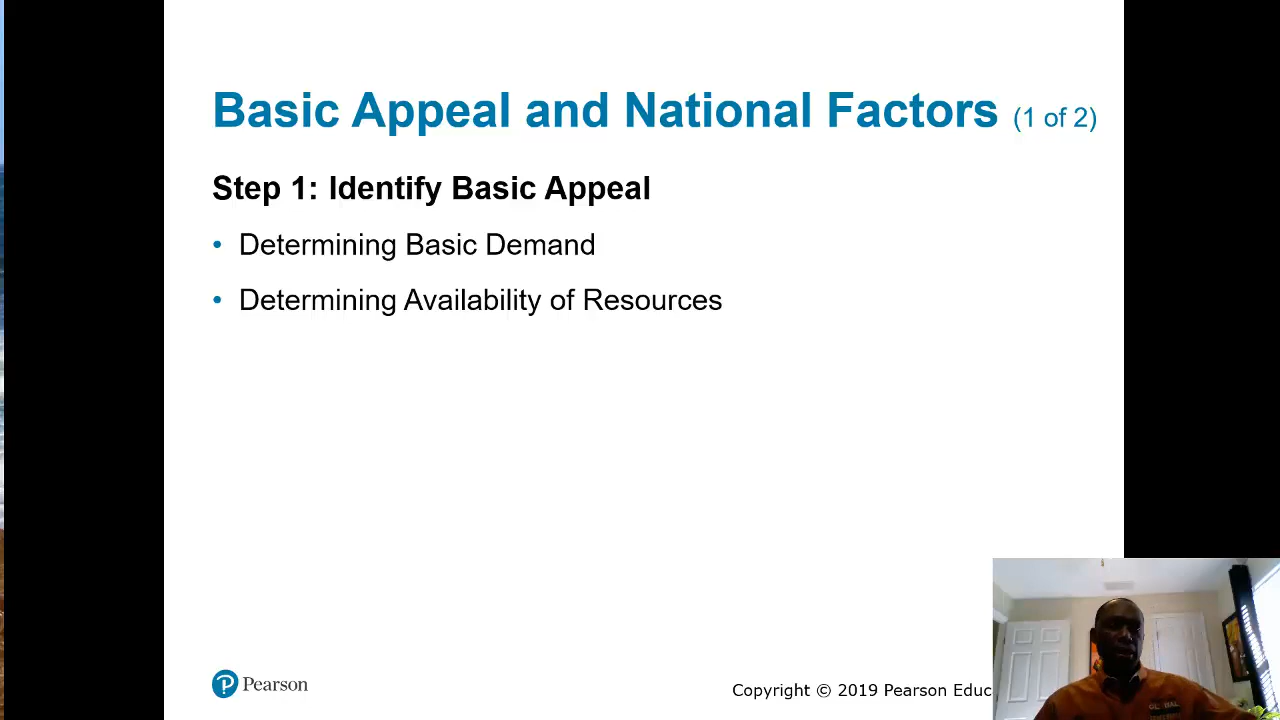 Basic Appeal and National Factors (1 of 2)
Step 1: Identify Basic Appeal
• Determining Basic Demand
• Determining Availability of Resources
Pearson
Copyright © 2019 Pearson Educ
GLOBAL